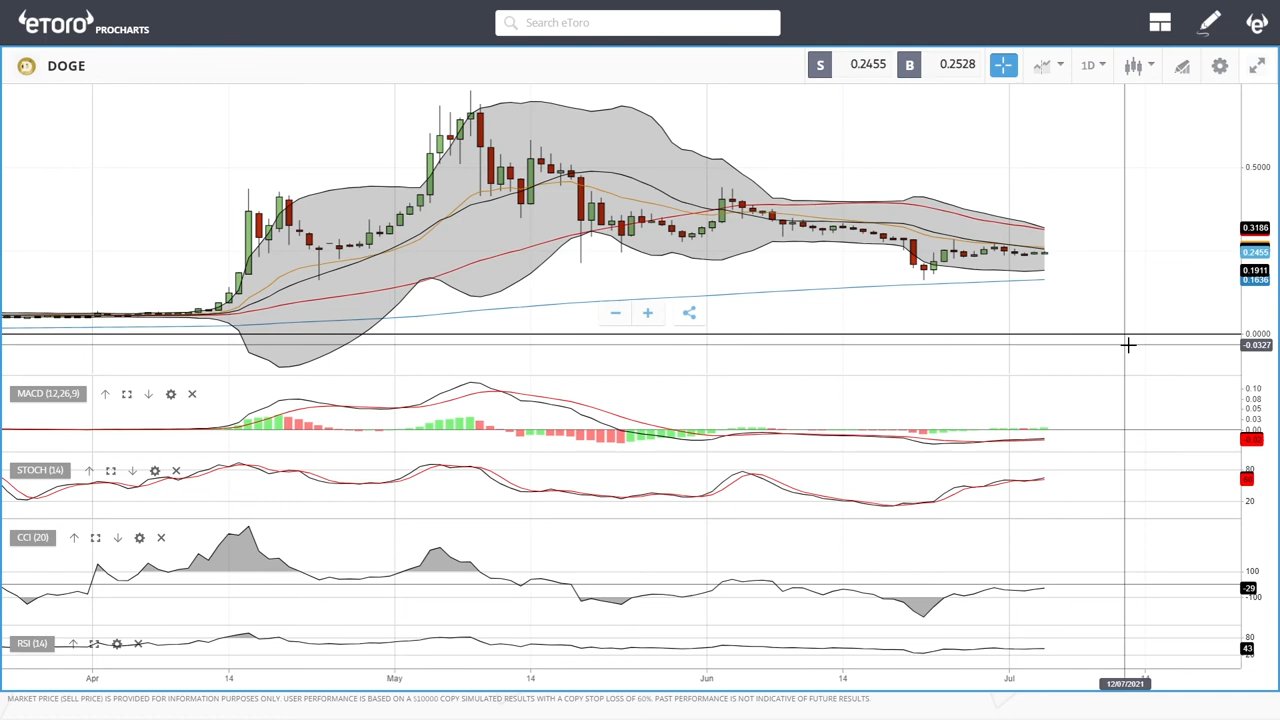 eToro PROCHARTS
Search eToro
DOGE
S 0.2455 B 0.2528
1D
0.5000
0.3186
0.2455
0.1911
0.1636
0.0000
-0.0327
MACD (12,26,9)
0.10
0.08
0.05
0.03
0.00
-0.02
STOCH (14)
80
20
CCI (20)
100
-29
-100
RSI (14)
80
43
Apr 14 May 14 Jun 14 Jul
12/07/2021
MARKET PRICE (SELL PRICE) IS PROVIDED FOR INFORMATION PURPOSES ONLY. USER PERFORMANCE IS BASED ON A $10000 COPY SIMULATED RESULTS WITH A COPY STOP LOSS OF 60%. PAST PERFORMANCE IS NOT INDICATIVE OF FUTURE RESULTS.